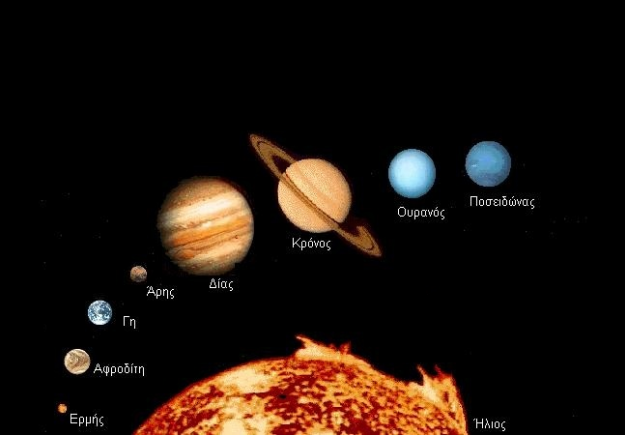 Ουρανός
Ποσειδώνας
Κρόνος
Δίας
Άρης
Γη
Αφροδίτη
Ερμής
Ήλιος